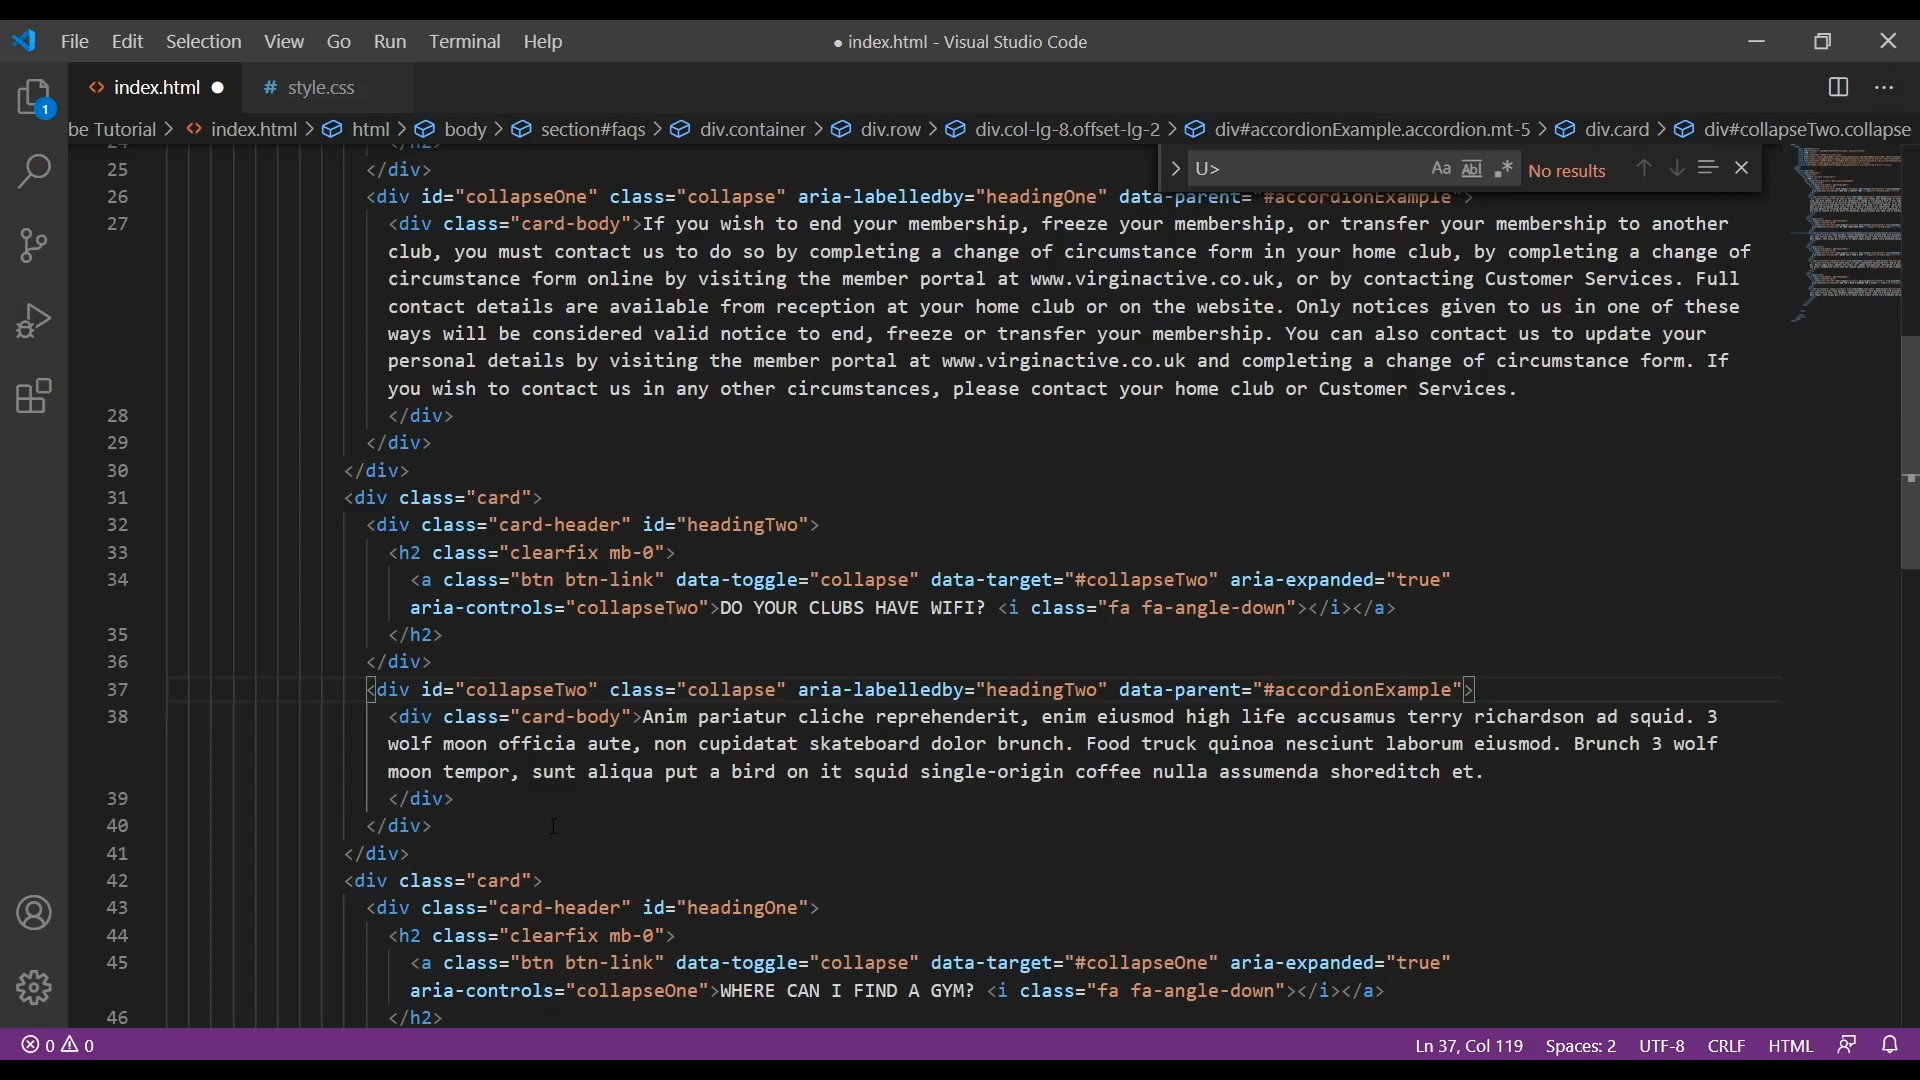 File Edit Selection View Go Run Terminal Help
● index.html - Visual Studio Code
1
<> index.html ●
# style.css
be Tutorial > <> index.html > html > body > section#faqs > div.container > div.row > div.col-lg-8.offset-lg-2 > div#accordionExample.accordion.mt-5 > div.card > div#collapseTwo.collapse
> U> Aa Abl .* No results
24 </h2>
25 </div>
26 <div id="collapseOne" class="collapse" aria-labelledby="headingOne" data-parent="#accordionExample">
27 <div class="card-body">If you wish to end your membership, freeze your membership, or transfer your membership to another
club, you must contact us to do so by completing a change of circumstance form in your home club, by completing a change of
circumstance form online by visiting the member portal at www.virginactive.co.uk, or by contacting Customer Services. Full
contact details are available from reception at your home club or on the website. Only notices given to us in one of these
ways will be considered valid notice to end, freeze or transfer your membership. You can also contact us to update your
personal details by visiting the member portal at www.virginactive.co.uk and completing a change of circumstance form. If
you wish to contact us in any other circumstances, please contact your home club or Customer Services.
28 </div>
29 </div>
30 </div>
31 <div class="card">
32 <div class="card-header" id="headingTwo">
33 <h2 class="clearfix mb-0">
34 <a class="btn btn-link" data-toggle="collapse" data-target="#collapseTwo" aria-expanded="true"
aria-controls="collapseTwo">DO YOUR CLUBS HAVE WIFI? <i class="fa fa-angle-down"></i></a>
35 </h2>
36 </div>
37 <div id="collapseTwo" class="collapse" aria-labelledby="headingTwo" data-parent="#accordionExample">
38 <div class="card-body">Anim pariatur cliche reprehenderit, enim eiusmod high life accusamus terry richardson ad squid. 3
wolf moon officia aute, non cupidatat skateboard dolor brunch. Food truck quinoa nesciunt laborum eiusmod. Brunch 3 wolf
moon tempor, sunt aliqua put a bird on it squid single-origin coffee nulla assumenda shoreditch et.
39 </div>
40 </div>
41 </div>
42 <div class="card">
43 <div class="card-header" id="headingOne">
44 <h2 class="clearfix mb-0">
45 <a class="btn btn-link" data-toggle="collapse" data-target="#collapseOne" aria-expanded="true"
aria-controls="collapseOne">WHERE CAN I FIND A GYM? <i class="fa fa-angle-down"></i></a>
46 </h2>
0 0
Ln 37, Col 119 Spaces: 2 UTF-8 CRLF HTML